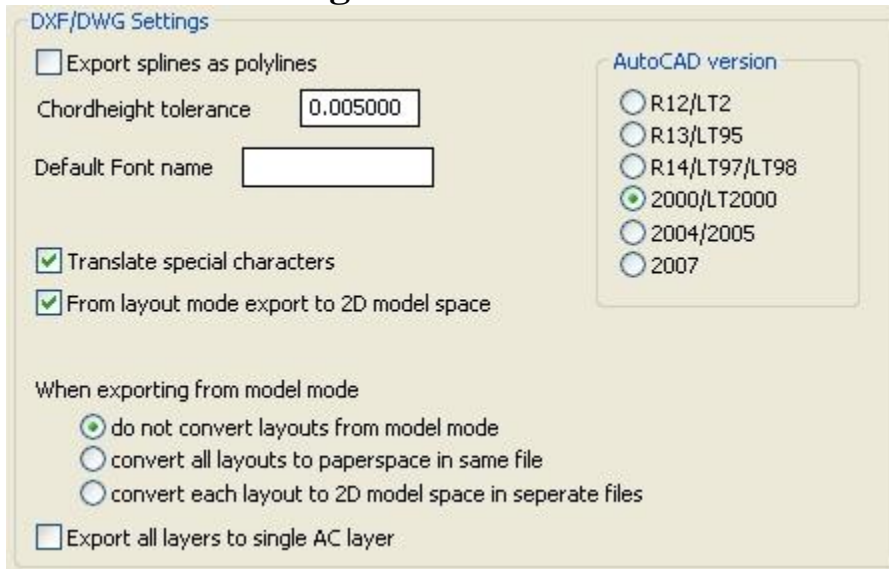 DXF/DWG Settings
Export splines as polylines
Chordheight tolerance 0.005000
Default Font name
Translate special characters
From layout mode export to 2D model space
AutoCAD version
R12/LT2
R13/LT95
R14/LT97/LT98
2000/LT2000
2004/2005
2007
When exporting from model mode
do not convert layouts from model mode
convert all layouts to paperspace in same file
convert each layout to 2D model space in seperate files
Export all layers to single AC layer